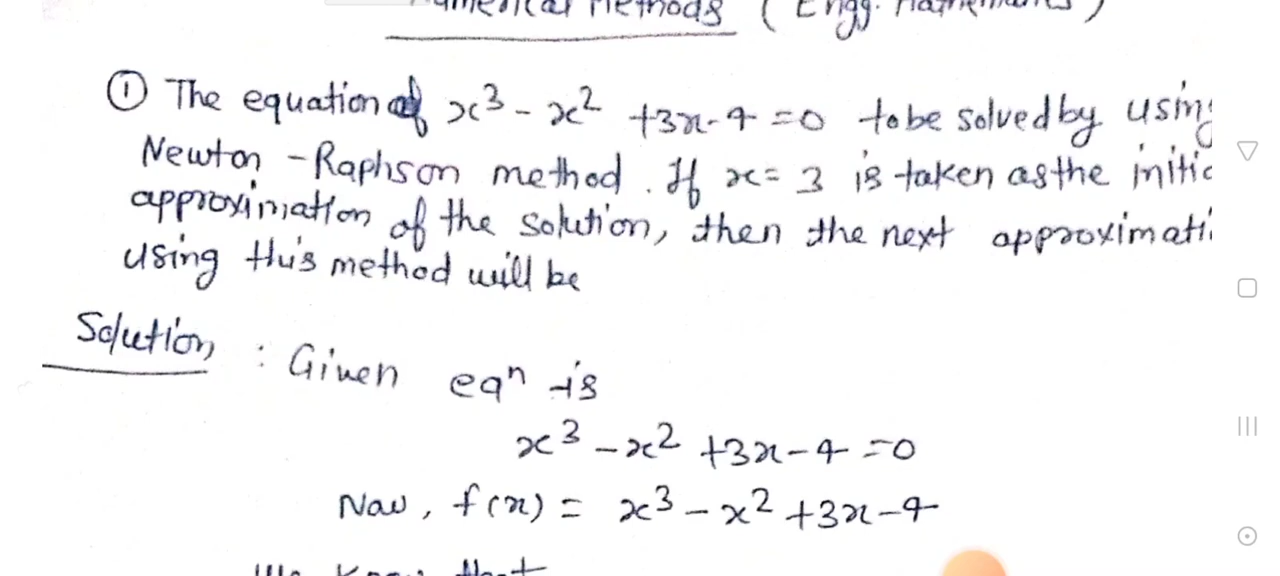 Numerical Methods ( Engg. Mathematics )
① The equation of x³ - x² +3x-4 =0 to be solved by using
Newton - Raphson method . If x= 3 is taken as the
approximation of the solution, then the next
using this method will be
Solution : Given eqⁿ is
x³ - x² +3x-4 =0
Now , f(x) = x³ - x² +3x-4
We know that